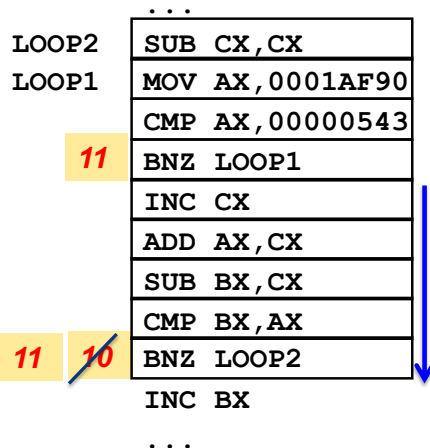 ...
LOOP2 SUB CX,CX
LOOP1 MOV AX,0001AF90
CMP AX,00000543
11 BNZ LOOP1
INC CX
ADD AX,CX
SUB BX,CX
CMP BX,AX
11 10 BNZ LOOP2
INC BX
...